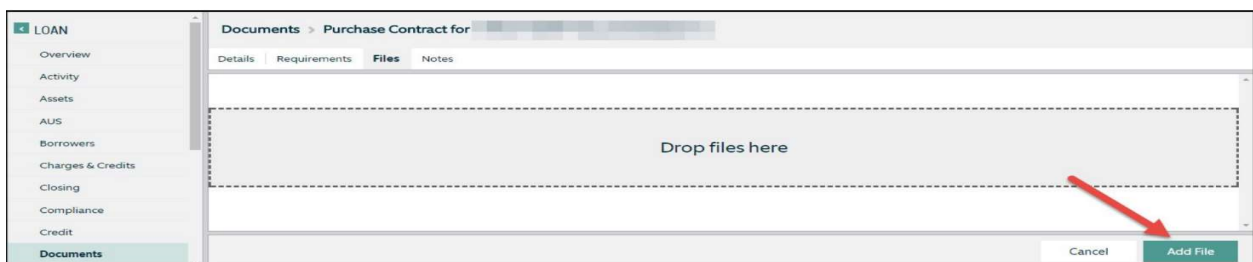 LOAN
Overview
Activity
Assets
AUS
Borrowers
Charges & Credits
Closing
Compliance
Credit
Documents
Documents > Purchase Contract for
Details Requirements Files Notes
Drop files here
Cancel Add File